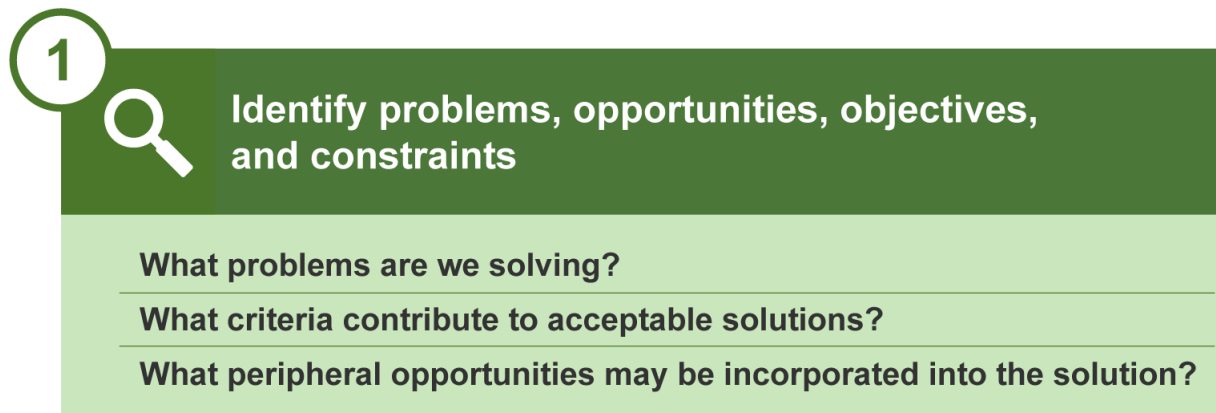 1
Identify problems, opportunities, objectives,
and constraints
What problems are we solving?
What criteria contribute to acceptable solutions?
What peripheral opportunities may be incorporated into the solution?